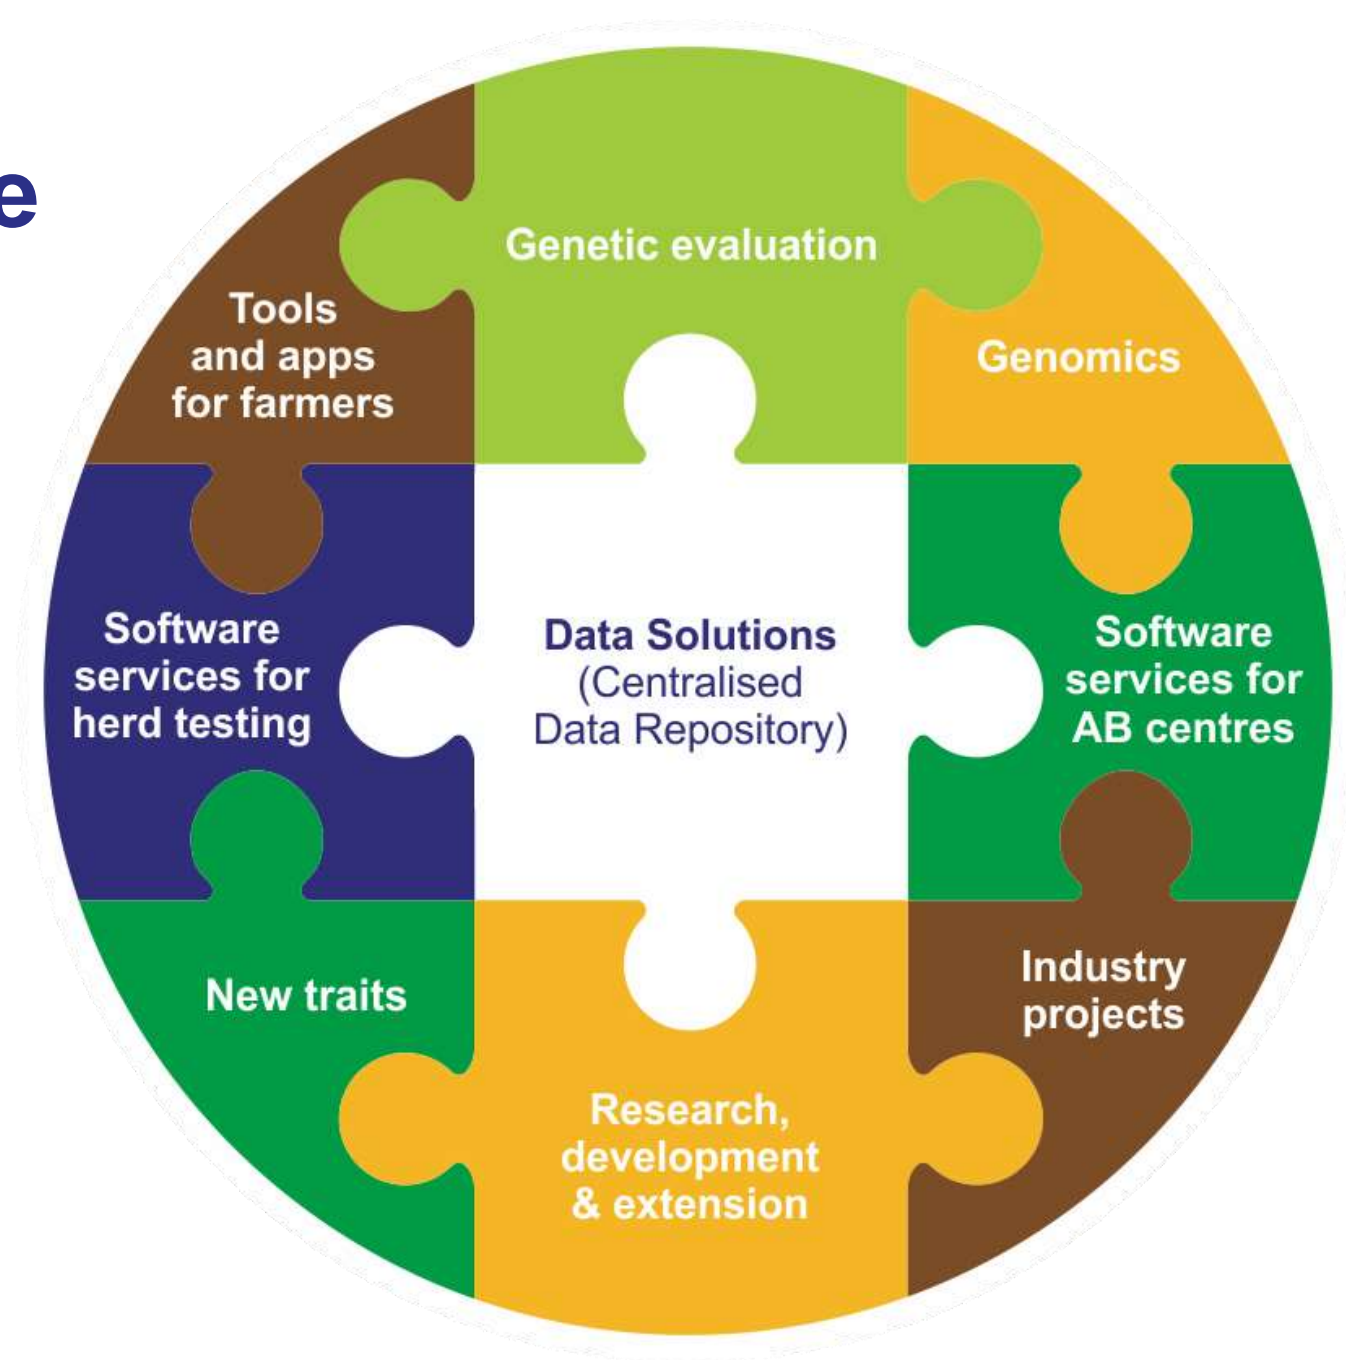 e
Genetic evaluation
Tools
and apps
for farmers
Genomics
Software
services for
herd testing
Data Solutions
(Centralised
Data Repository)
Software
services for
AB centres
New traits
Industry
projects
Research,
development
& extension